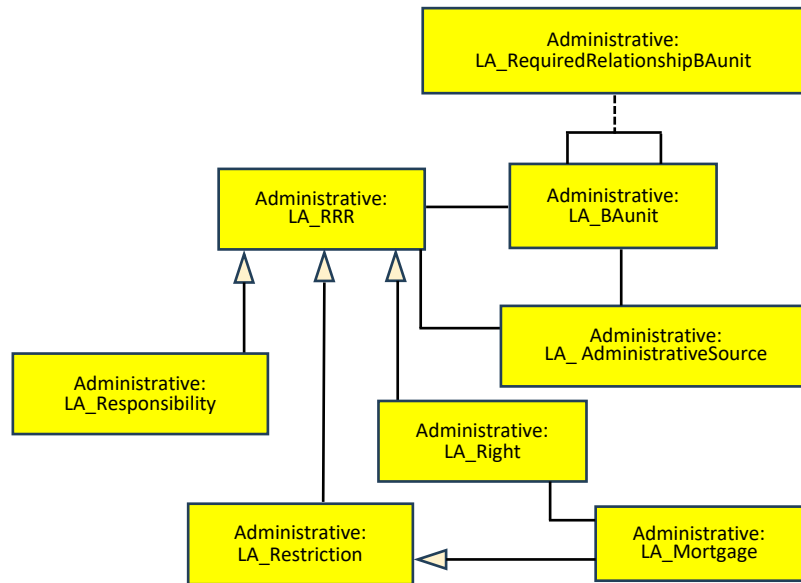 Administrative:
LA_RequiredRelationshipBAunit
Administrative:
LA_RRR
Administrative:
LA_BAunit
Administrative:
LA_ AdministrativeSource
Administrative:
LA_Responsibility
Administrative:
LA_Right
Administrative:
LA_Restriction
Administrative:
LA_Mortgage